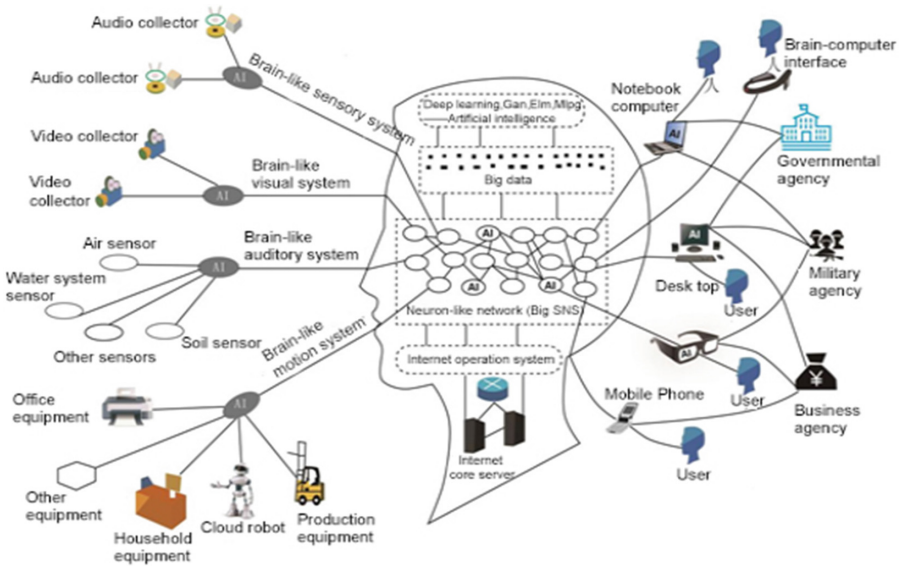 Audio collector
AI
Audio collector
Brain-like sensory system
Video collector
Video
collector
AI
Brain-like
visual system
Air sensor
Water system
sensor
AI
Brain-like
auditory system
Other sensors
Soil sensor
Brain-like
motion system
Office
equipment
AI
Other
equipment
Household
equipment
Cloud robot
Production
equipment
Deep learning,Gan,Elm,Mlpg
Artificial intelligence
Big data
AI
AI
AI
Neuron-like network (Big SNS)
Internet operation system
Internet
core server
Brain-computer
interface
Notebook
computer
AI
Governmental
agency
AI
Desk top
User
Military
agency
AI
User
Mobile Phone
¥
Business
agency
User